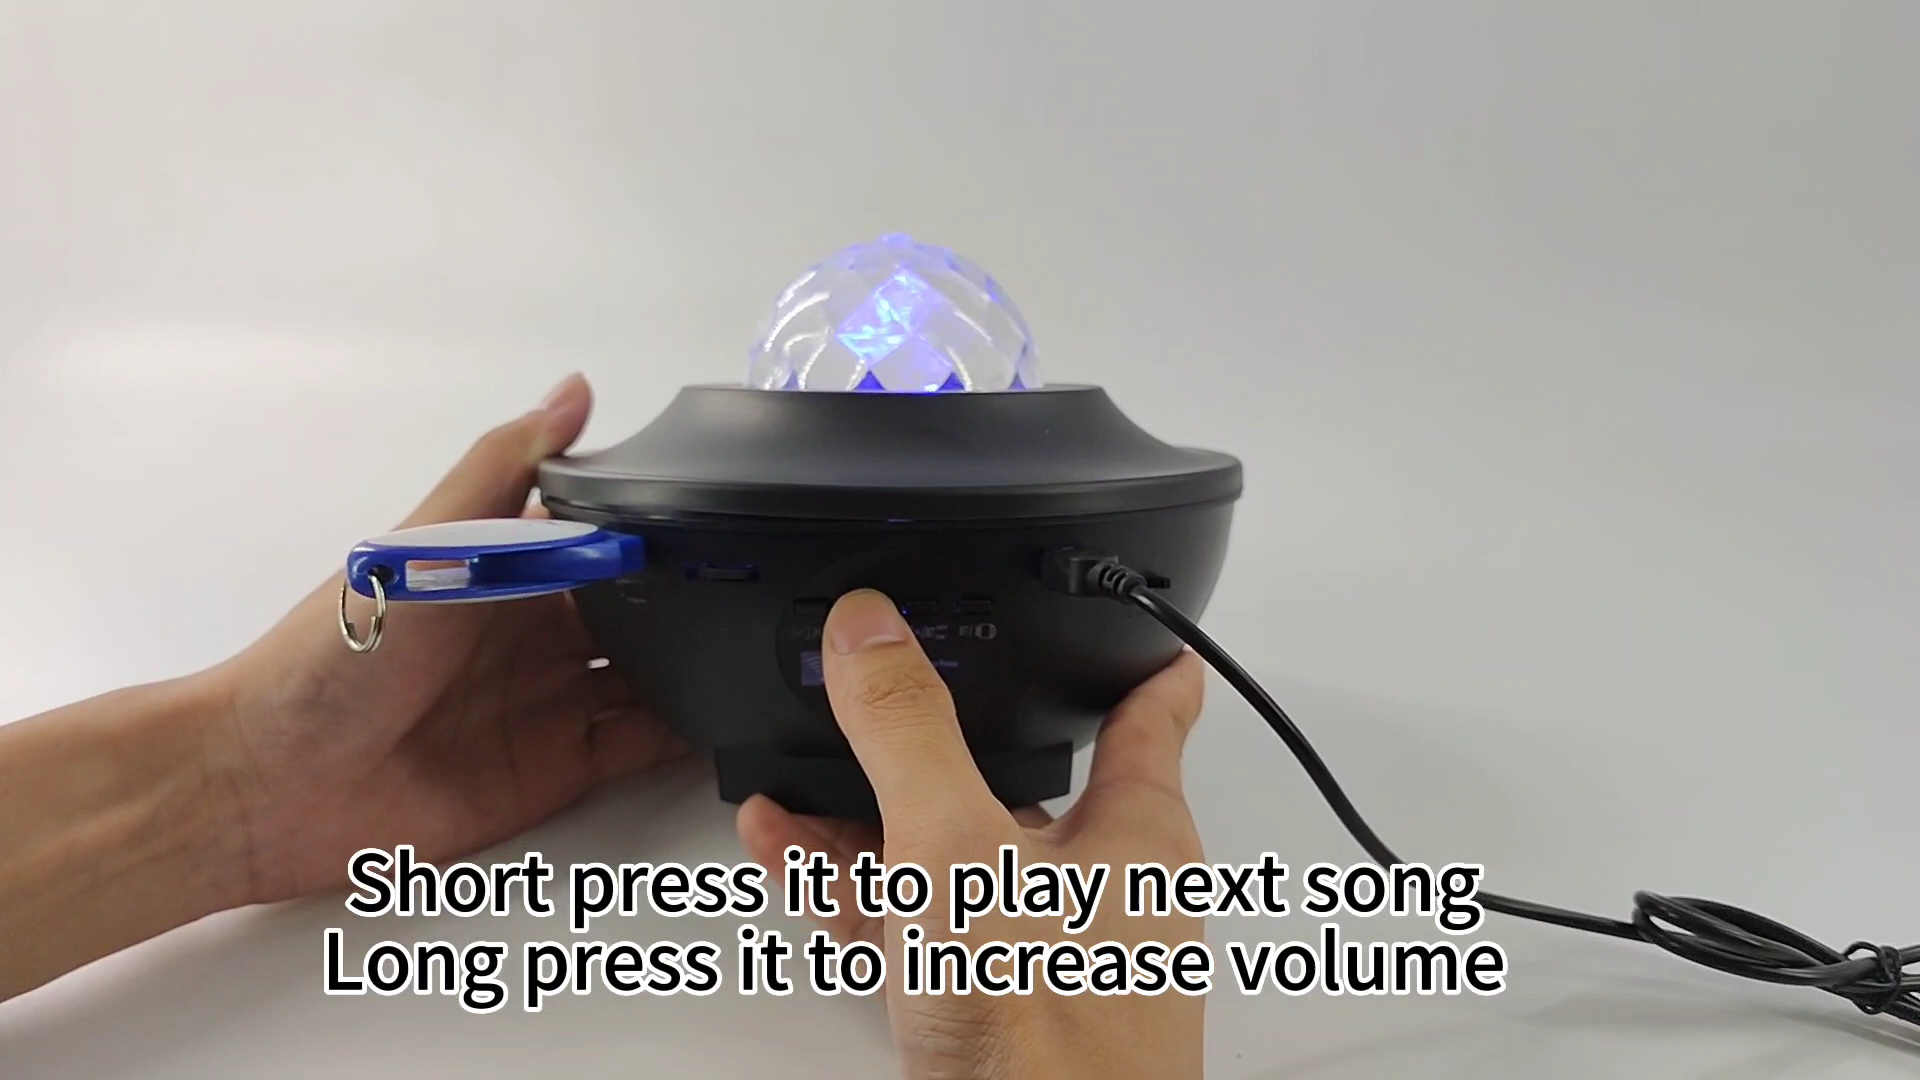 Short press it to play next song
Long press it to increase volume